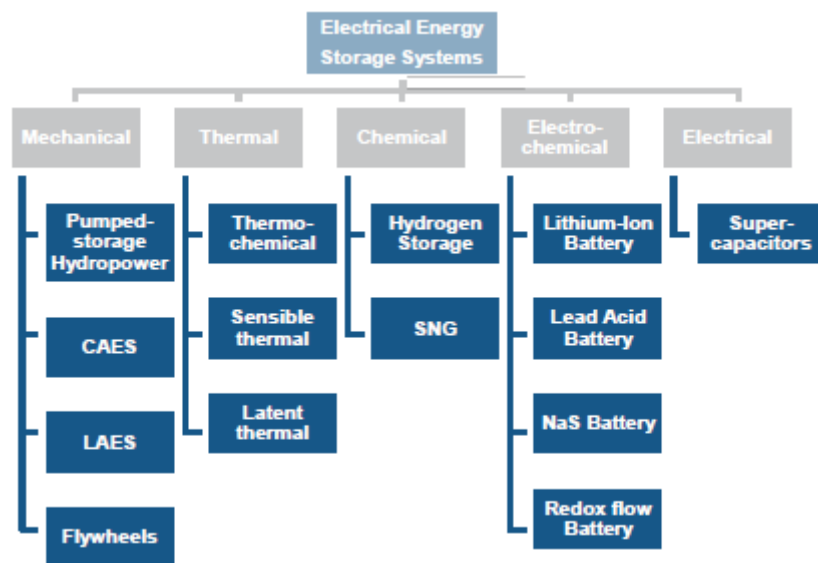 Electrical Energy
Storage Systems
Mechanical
Thermal
Chemical
Electro-
chemical
Electrical
Pumped-
storage
Hydropower
CAES
LAES
Flywheels
Thermo-
chemical
Sensible
thermal
Latent
thermal
Hydrogen
Storage
SNG
Lithium-Ion
Battery
Lead Acid
Battery
NaS Battery
Redox flow
Battery
Super-
capacitors